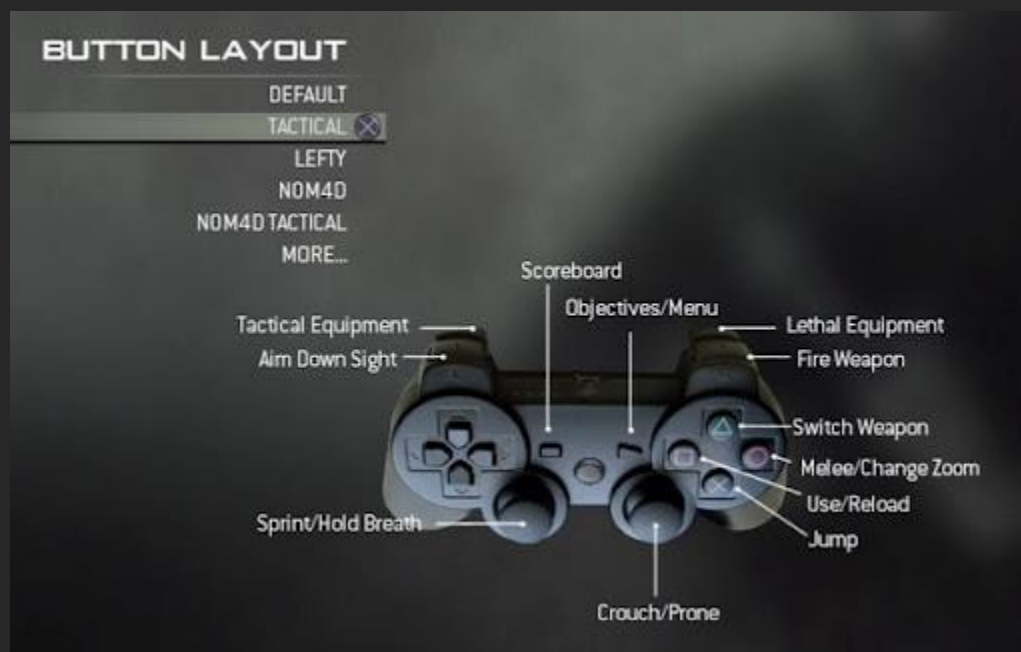 BUTTON LAYOUT
DEFAULT
TACTICAL
LEFTY
NOM4D
NOM4D TACTICAL
MORE...
Scoreboard
Objectives/Menu
Tactical Equipment
Lethal Equipment
Aim Down Sight
Fire Weapon
Switch Weapon
Melee/Change Zoom
Use/Reload
Sprint/Hold Breath
Jump
Crouch/Prone